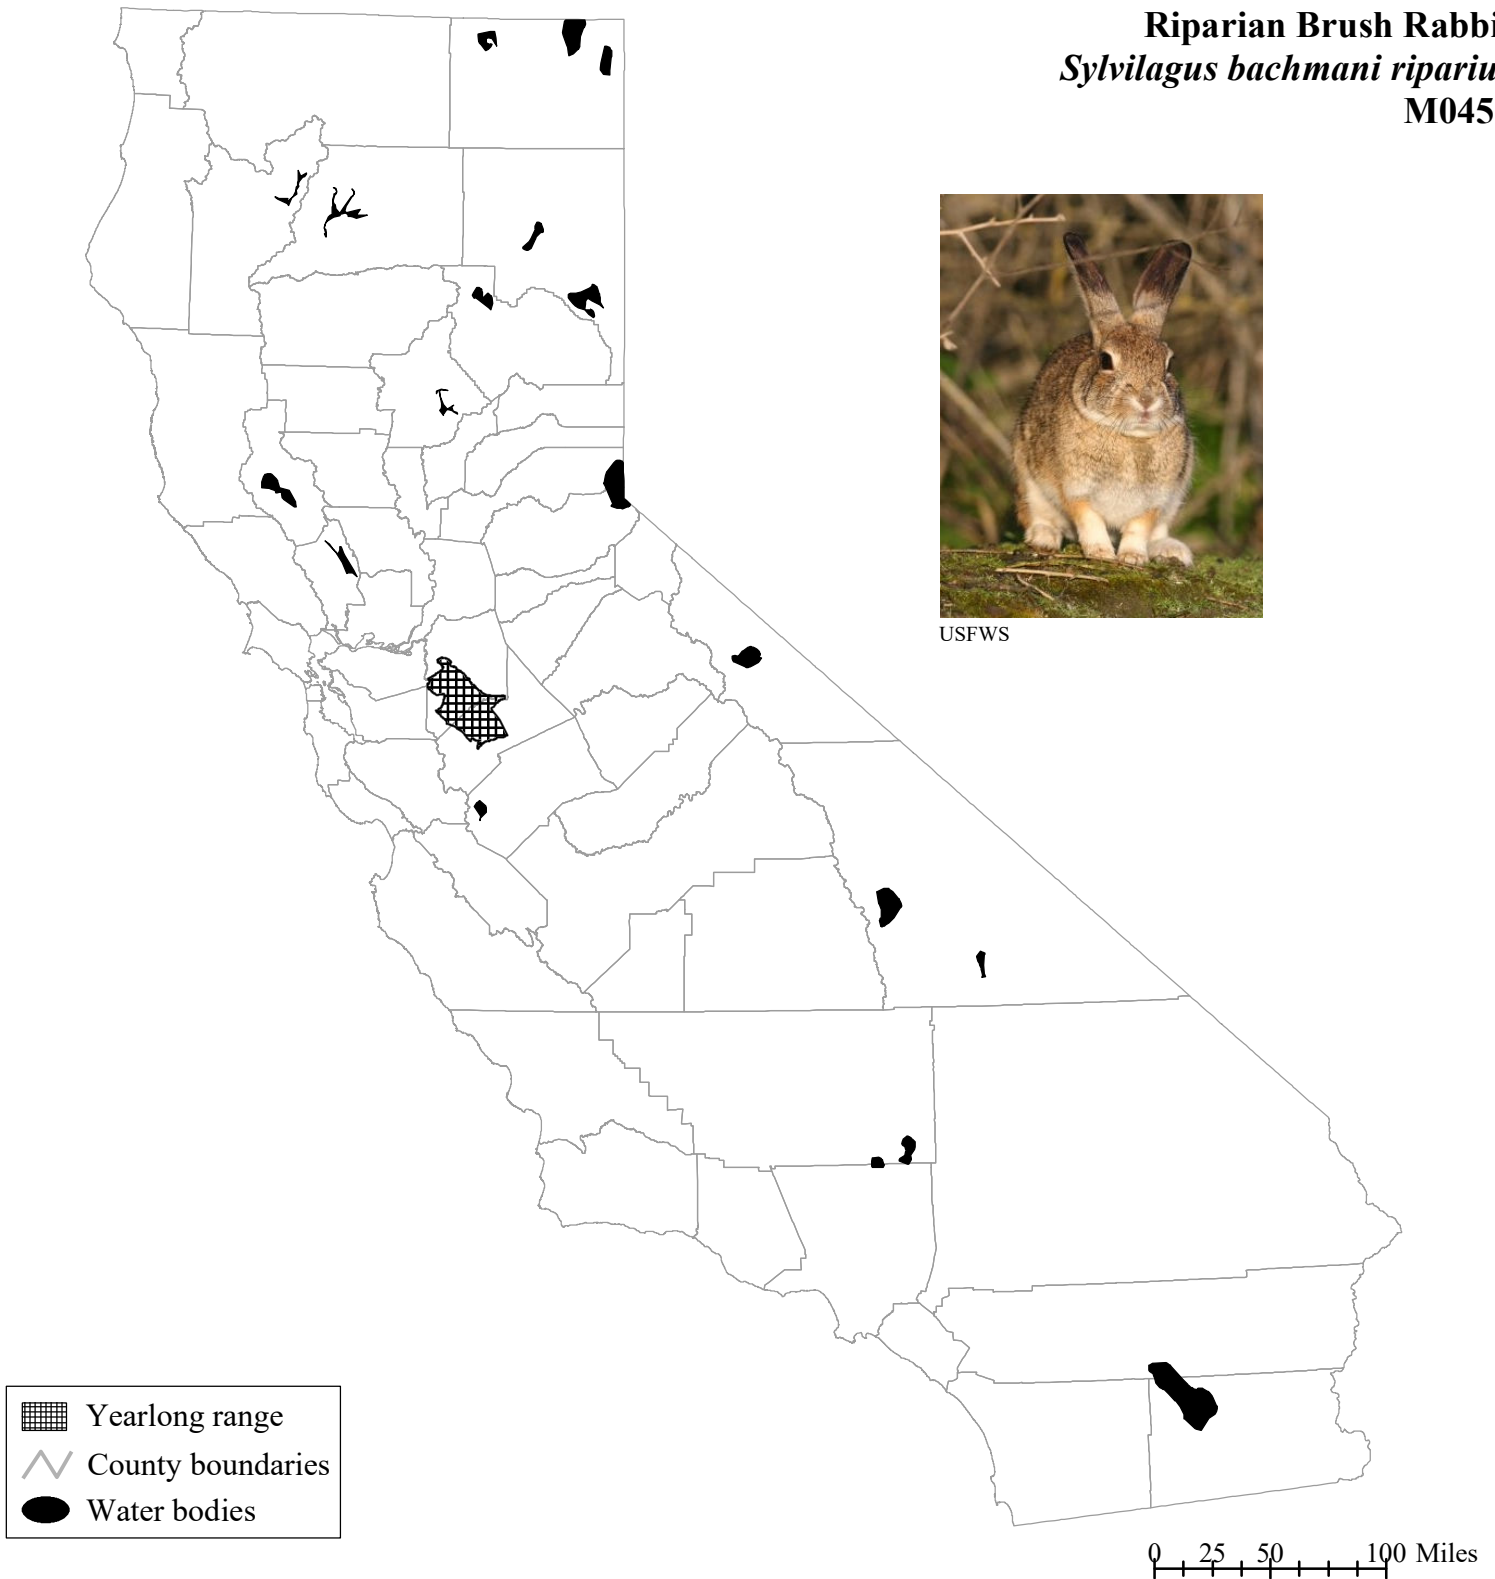 Riparian Brush Rabbi
Sylvilagus bachmani ripariu
M045
USFWS
Yearlong range
County boundaries
Water bodies
0 25 50 100 Miles